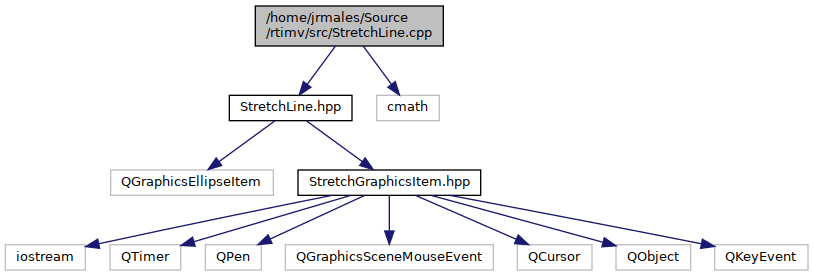 /home/jrmales/Source
/rtimv/src/StretchLine.cpp
StretchLine.hpp
cmath
QGraphicsEllipseItem
StretchGraphicsItem.hpp
iostream
QTimer
QPen
QGraphicsSceneMouseEvent
QCursor
QObject
QKeyEvent